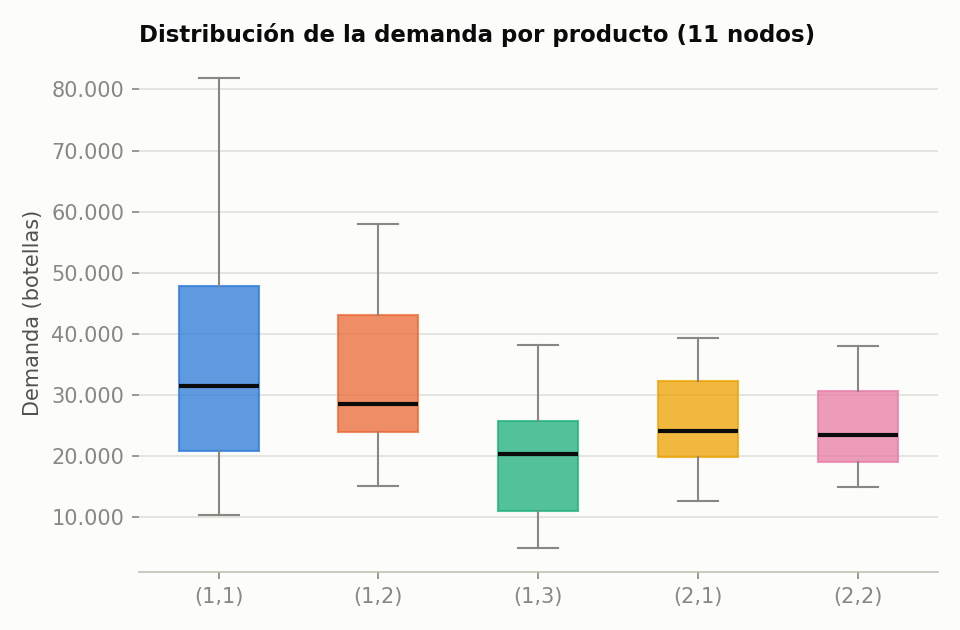 Distribución de la demanda por producto (11 nodos)
Demanda (botellas)
80.000
70.000
60.000
50.000
40.000
30.000
20.000
10.000
(1,1) (1,2) (1,3) (2,1) (2,2)